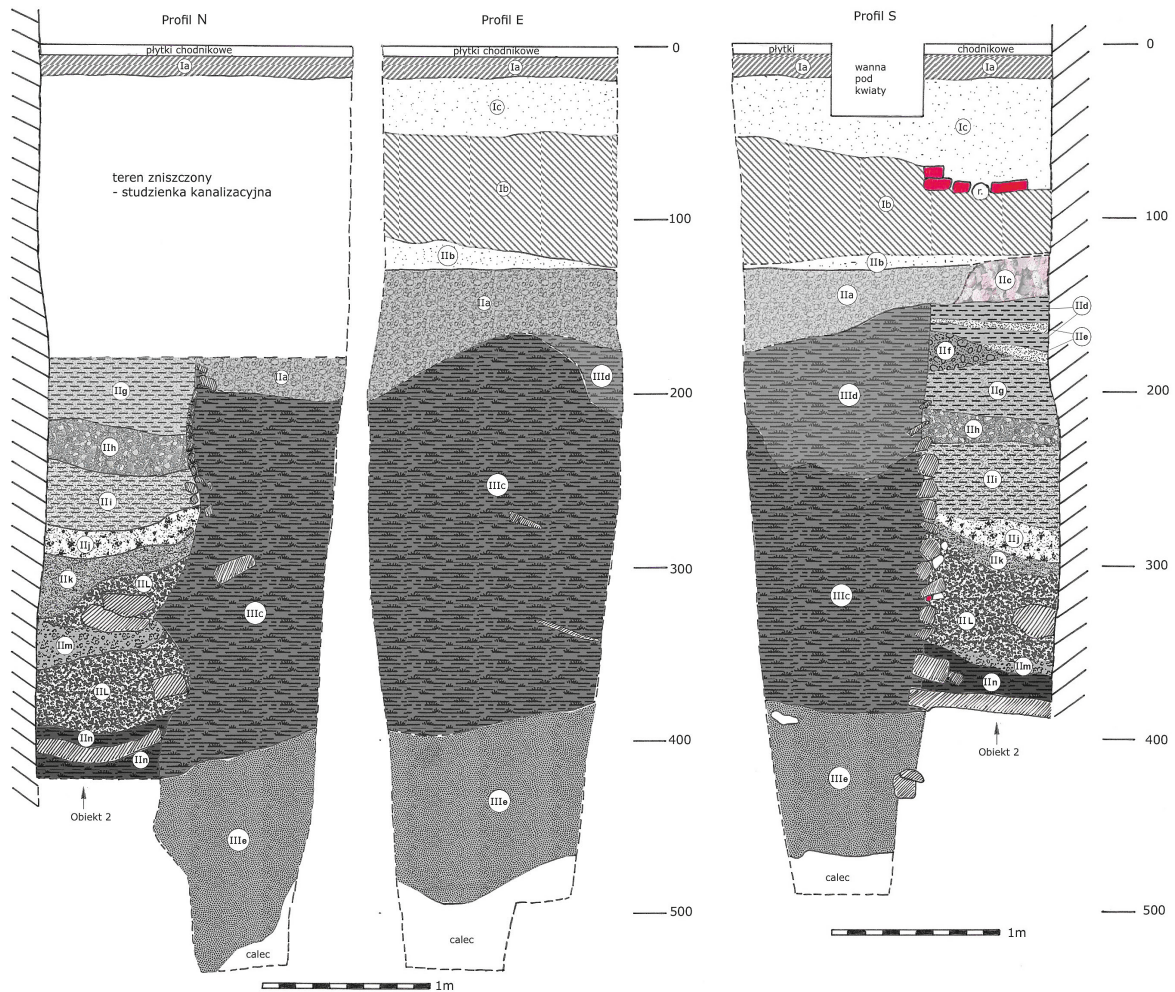 Profil N
płytki chodnikowe
Ia
teren zniszczony
- studzienka kanalizacyjna
Ia
IIg
IIh
IIi
IIj
IIk
IIL
IIIc
IIm
IIL
IIn
IIn
Obiekt 2
IIIe
calec
Profil E
płytki chodnikowe
Ia
Ic
Ib
IIb
IIa
IIId
IIIc
IIIe
calec
0
100
200
300
400
500
1m
Profil S
płytki
chodnikowe
Ia
wanna
pod
kwiaty
Ia
Ic
c.
Ib
IIb
IIa
IIc
IId
IIe
IIf
IIId
IIg
IIh
IIi
IIj
IIk
IIIc
IIL
IIm
IIn
Obiekt 2
IIIe
calec
0
100
200
300
400
500
1m